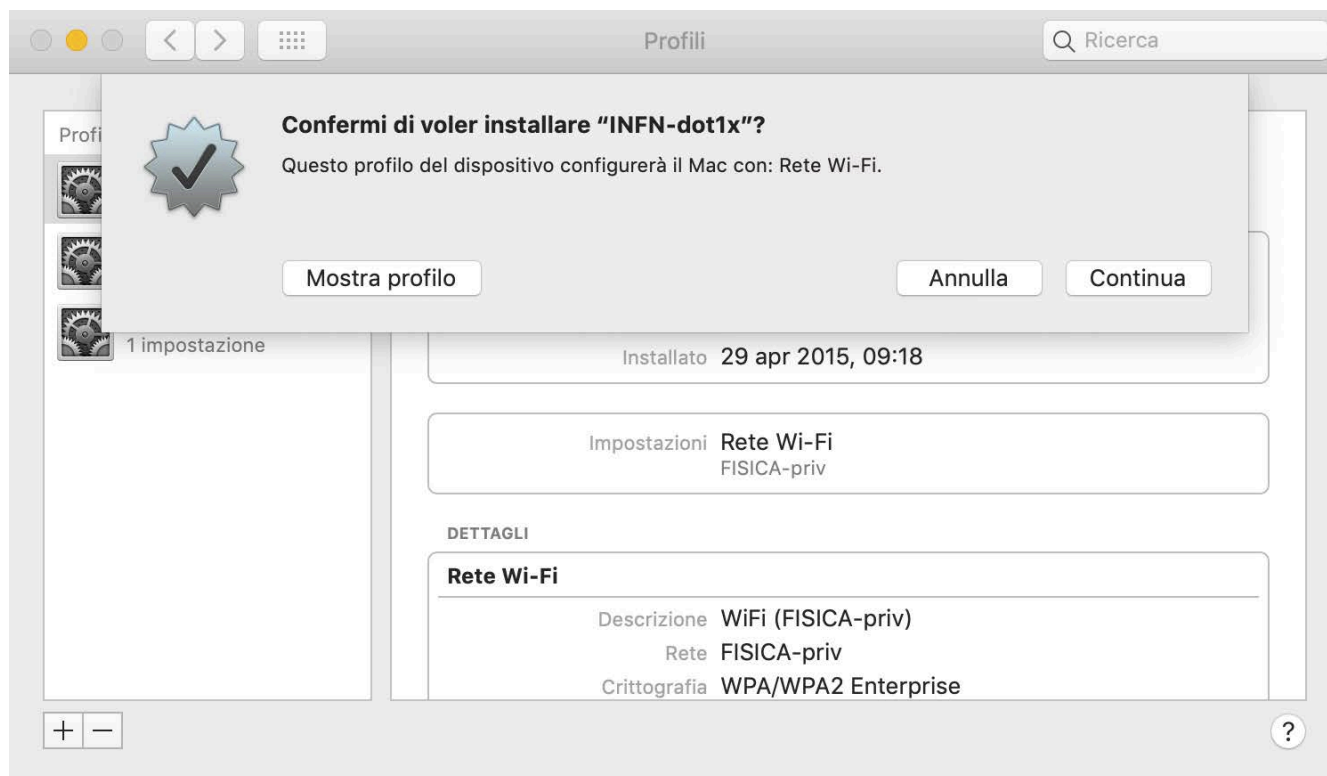 Profili
Ricerca
Confermi di voler installare “INFN-dot1x”?
Questo profilo del dispositivo configurerà il Mac con: Rete Wi-Fi.
Mostra profilo
Annulla
Continua
1 impostazione
Installato 29 apr 2015, 09:18
Impostazioni Rete Wi-Fi
FISICA-priv
DETTAGLI
Rete Wi-Fi
Descrizione WiFi (FISICA-priv)
Rete FISICA-priv
Crittografia WPA/WPA2 Enterprise
+ −
?